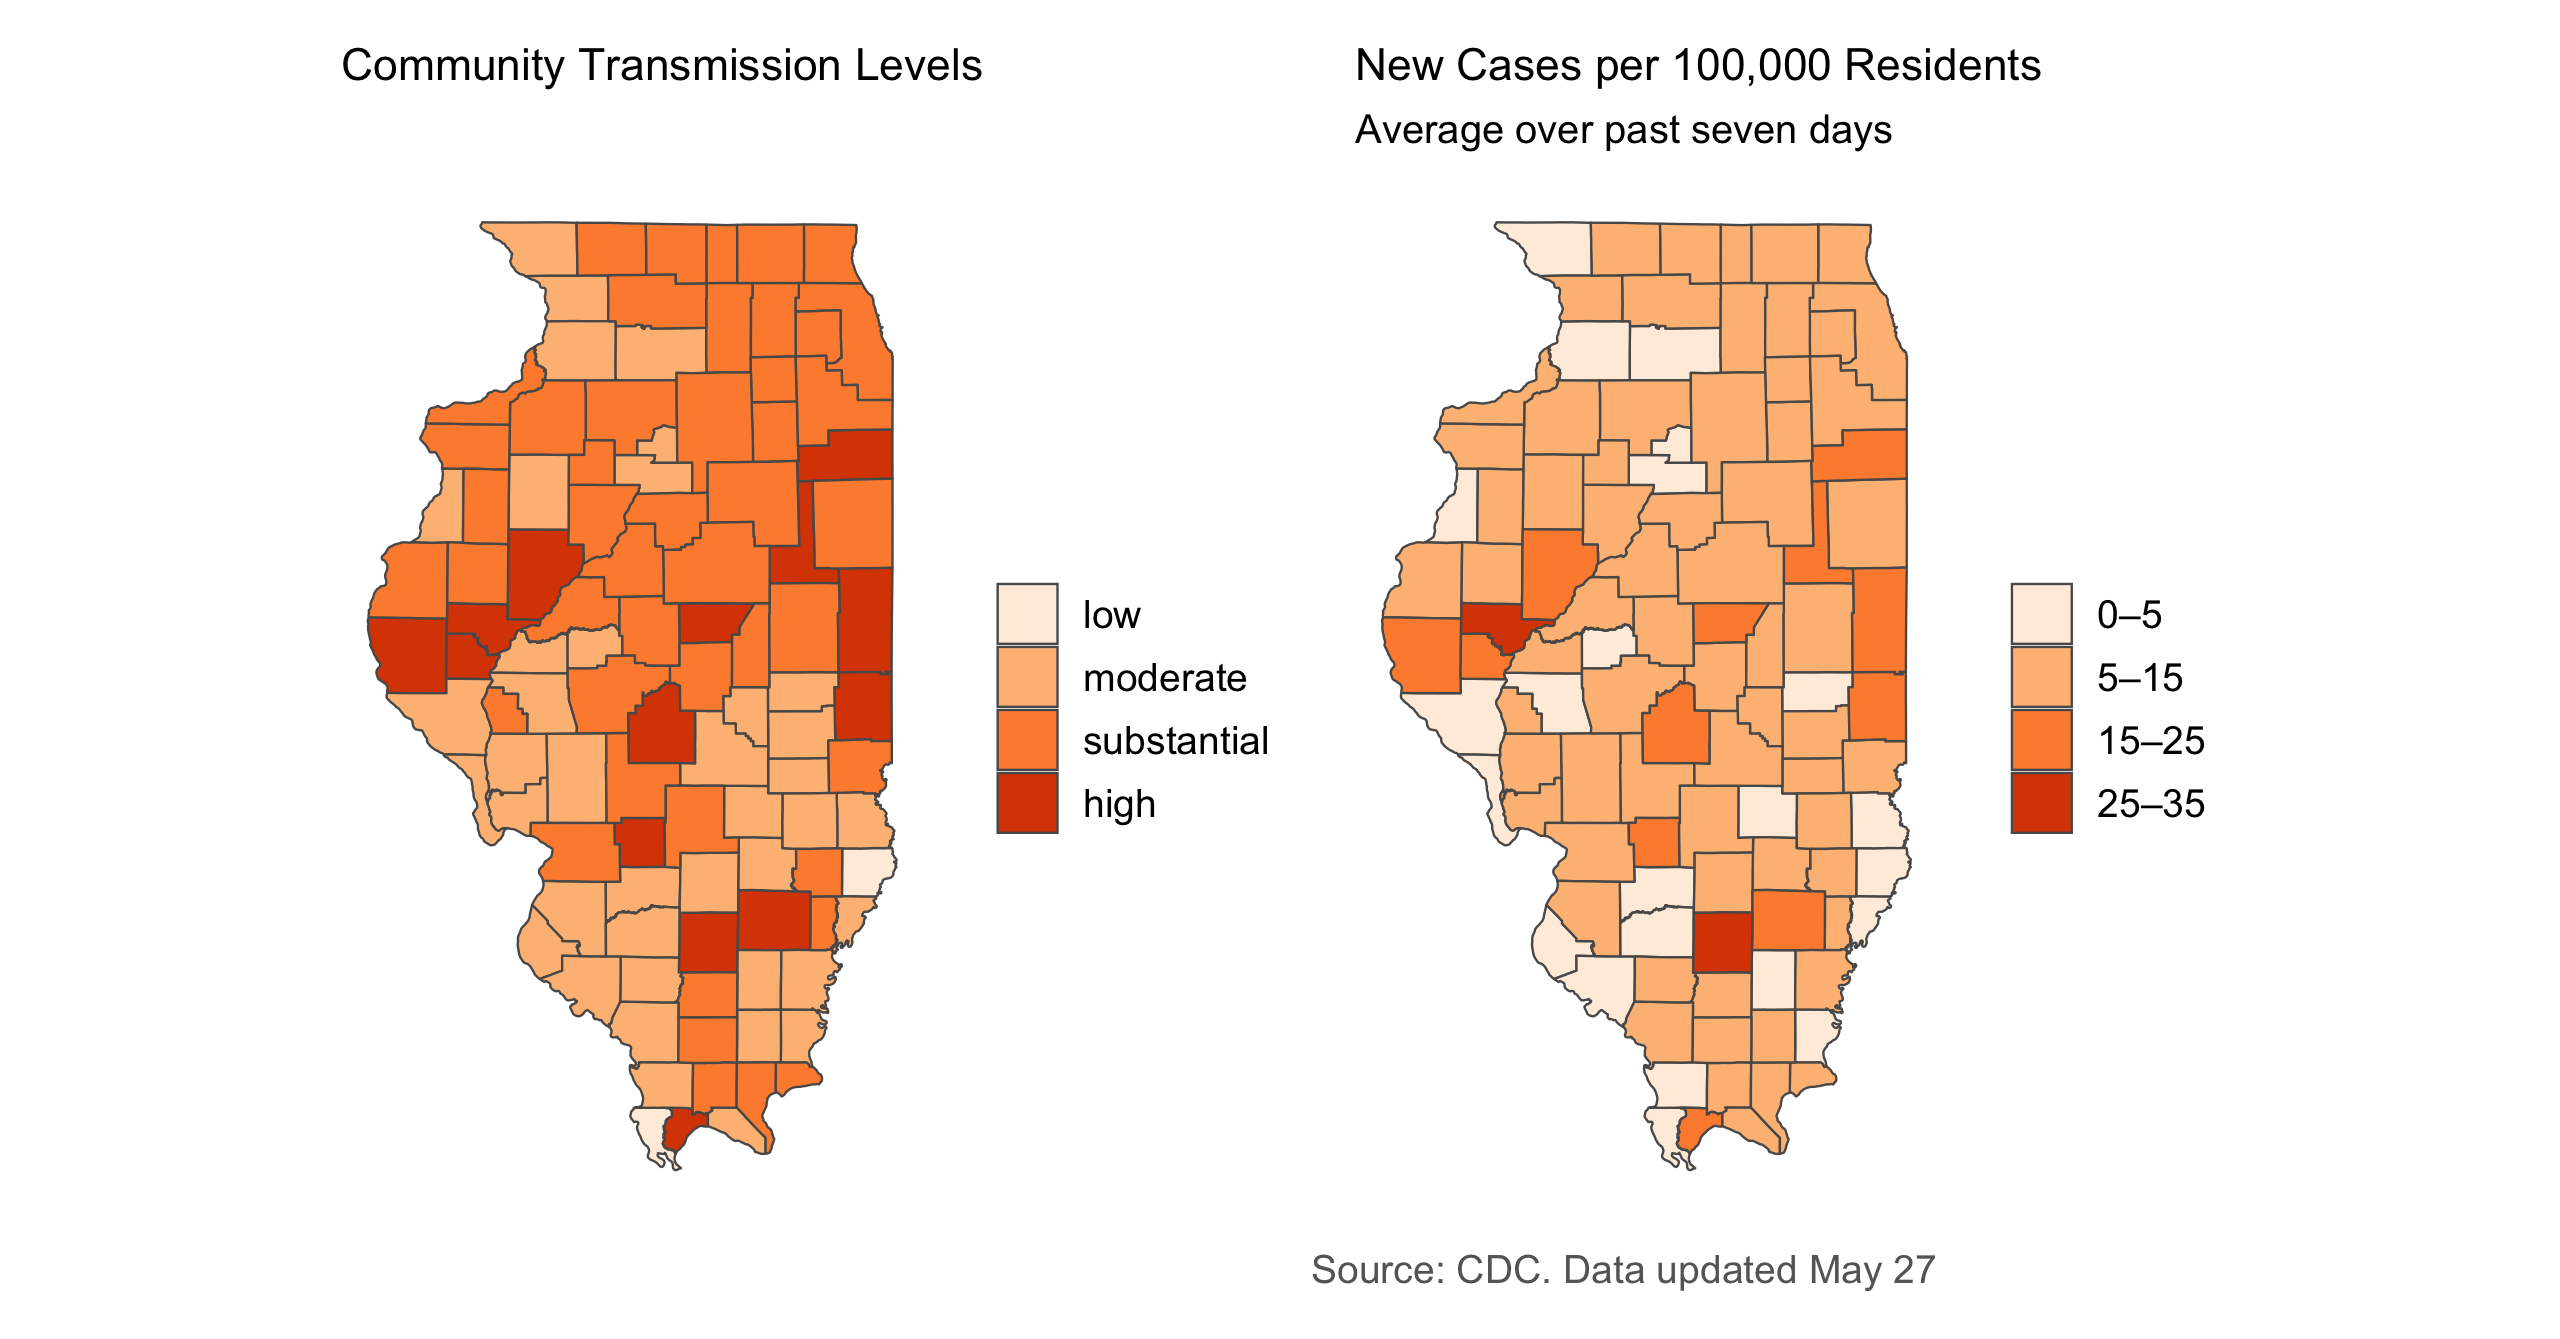 Community Transmission Levels
low
moderate
substantial
high
New Cases per 100,000 Residents
Average over past seven days
0–5
5–15
15–25
25–35
Source: CDC. Data updated May 27